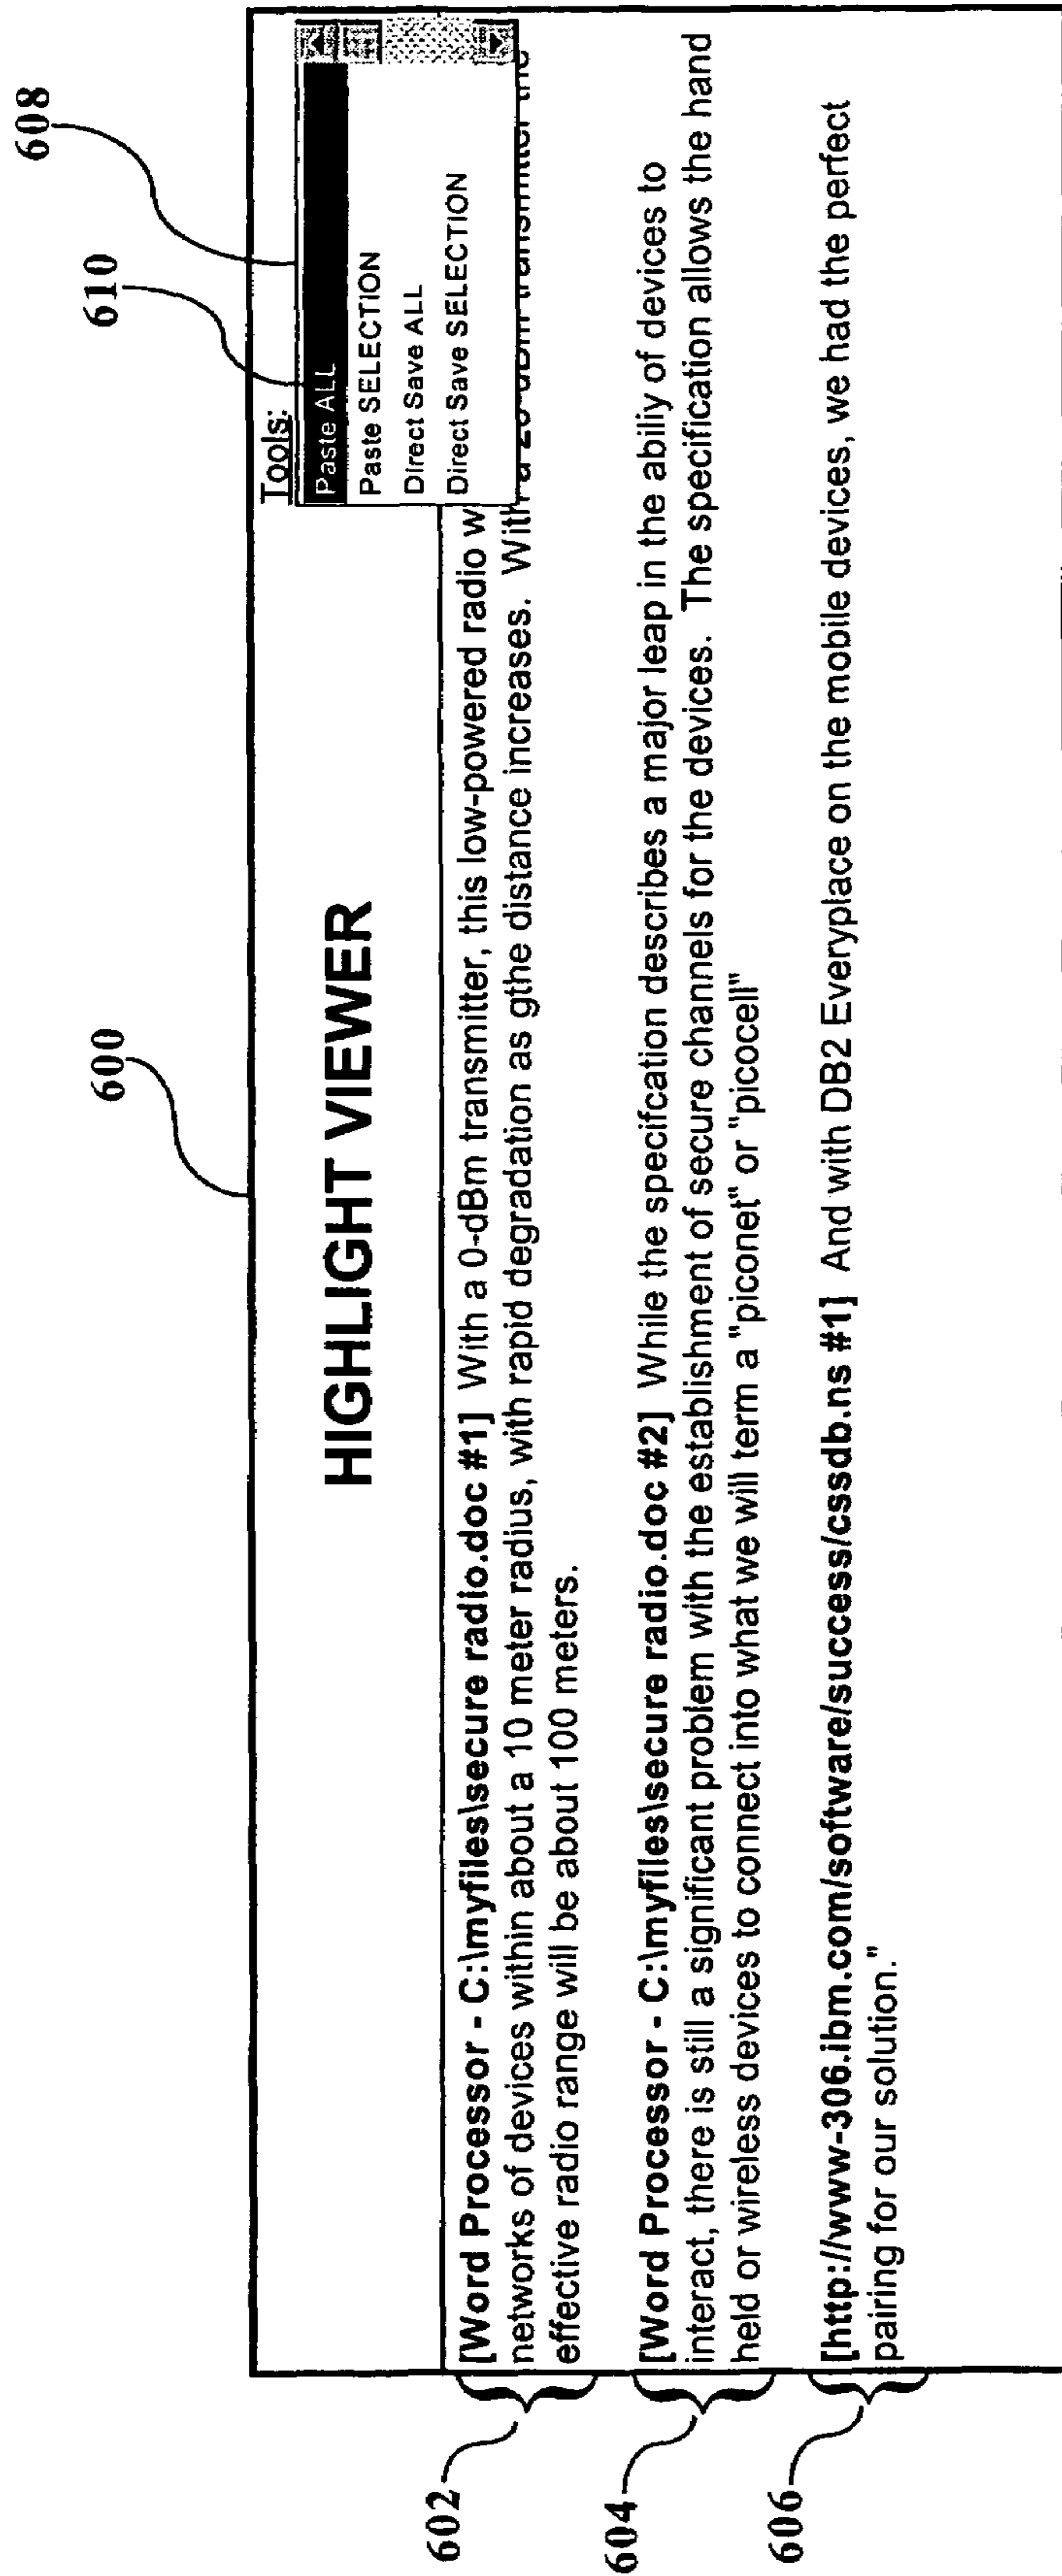 600
610
608
HIGHLIGHT VIEWER
Tools:
Paste ALL
Paste SELECTION
Direct Save ALL
Direct Save SELECTION
602
[Word Processor - C:\myfiles\secure radio.doc #1] With a 0-dBm transmitter, this low-powered radio w
networks of devices within about a 10 meter radius, with rapid degradation as gthe distance increases. With a 20-dBm transmitter the
effective radio range will be about 100 meters.
604
[Word Processor - C:\myfiles\secure radio.doc #2] While the specifcation describes a major leap in the abiliy of devices to
interact, there is still a significant problem with the establishment of secure channels for the devices. The specification allows the hand
held or wireless devices to connect into what we will term a "piconet" or "picocell"
606
[http://www-306.ibm.com/software/success/cssdb.ns #1] And with DB2 Everyplace on the mobile devices, we had the perfect
pairing for our solution."